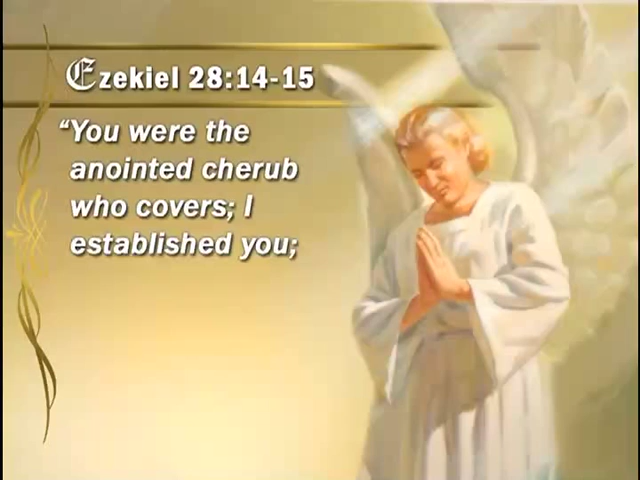 Ezekiel 28:14-15
“You were the
anointed cherub
who covers; I
established you;